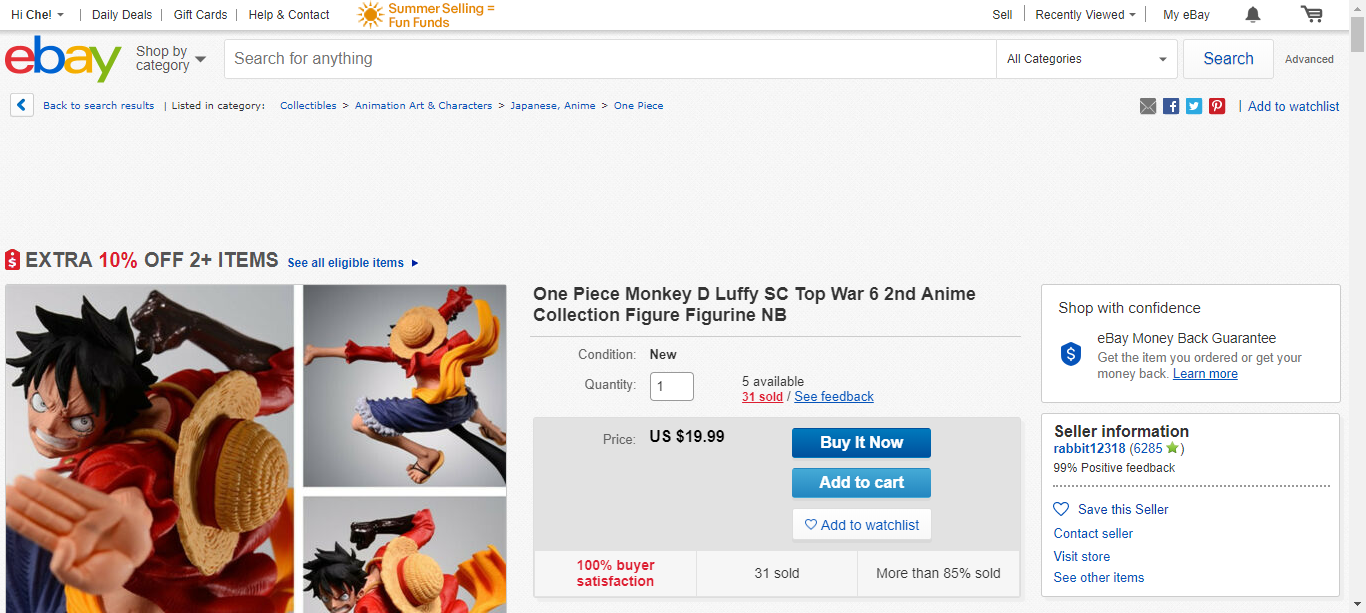 Hi Che!
Daily Deals
Gift Cards
Help & Contact
Summer Selling =
Fun Funds
Sell
Recently Viewed
My eBay
ebay
Shop by
category
Search for anything
All Categories
Search
Advanced
Back to search results | Listed in category:
Collectibles > Animation Art & Characters > Japanese, Anime > One Piece
| Add to watchlist
EXTRA 10% OFF 2+ ITEMS See all eligible items
One Piece Monkey D Luffy SC Top War 6 2nd Anime
Collection Figure Figurine NB
Condition: New
Quantity: 1
5 available
31 sold / See feedback
Price: US $19.99
Buy It Now
Add to cart
Add to watchlist
100% buyer
satisfaction
31 sold
More than 85% sold
Shop with confidence
eBay Money Back Guarantee
Get the item you ordered or get your
money back. Learn more
Seller information
rabbit12318 (6285)
99% Positive feedback
Save this Seller
Contact seller
Visit store
See other items